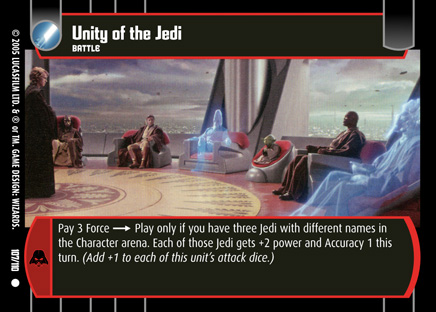 Unity of the Jedi
BATTLE
© 2005 LUCASFILM LTD. & ® or TM. GAME DESIGN: WIZARDS.
107/110
Pay 3 Force → Play only if you have three Jedi with different names in
the Character arena. Each of those Jedi gets +2 power and Accuracy 1 this
turn. (Add +1 to each of this unit's attack dice.)